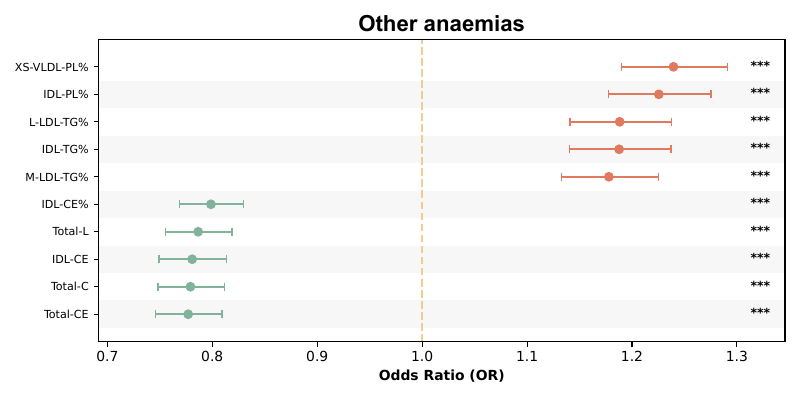 Other anaemias
XS-VLDL-PL% ***
IDL-PL% ***
L-LDL-TG% ***
IDL-TG% ***
M-LDL-TG% ***
IDL-CE% ***
Total-L ***
IDL-CE ***
Total-C ***
Total-CE ***
0.7 0.8 0.9 1.0 1.1 1.2 1.3
Odds Ratio (OR)